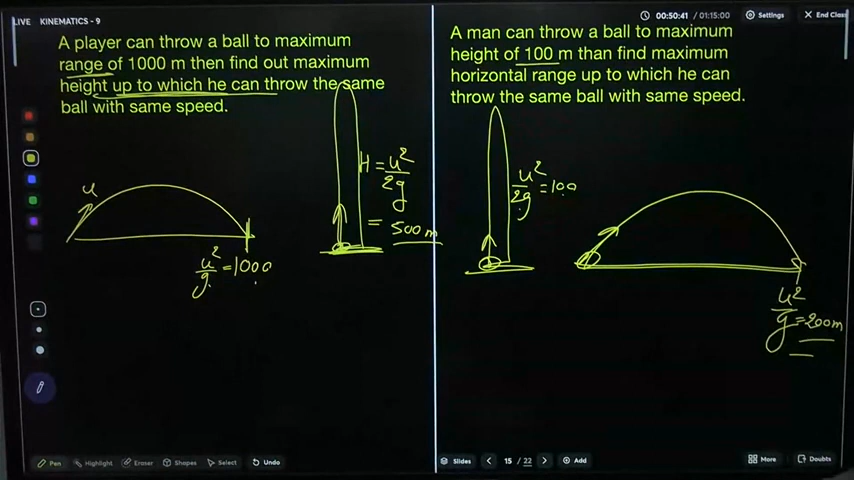 LIVE KINEMATICS - 9
00:50:41 / 01:15:00
Settings
End Class
A player can throw a ball to maximum
range of 1000 m then find out maximum
height up to which he can throw the same
ball with same speed.
u
u²/g = 1000
H = u²/2g
= 500 m
A man can throw a ball to maximum
height of 100 m than find maximum
horizontal range up to which he can
throw the same ball with same speed.
u²/2g = 100
u²/g = 200m
Pen
Highlight
Eraser
Shapes
Select
Undo
Slides
15 / 22
Add
More
Doubts